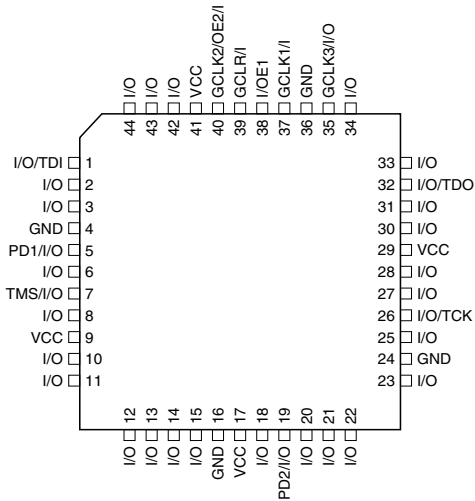 I/O
I/O
I/O
VCC
GCLK2/OE2/I
GCLR/I
I/OE1
GCLK1/I
GND
GCLK3/I/O
I/O
44 43 42 41 40 39 38 37 36 35 34
I/O/TDI 1
I/O 2
I/O 3
GND 4
PD1/I/O 5
I/O 6
TMS/I/O 7
I/O 8
VCC 9
I/O 10
I/O 11
33 I/O
32 I/O/TDO
31 I/O
30 I/O
29 VCC
28 I/O
27 I/O
26 I/O/TCK
25 I/O
24 GND
23 I/O
12 13 14 15 16 17 18 19 20 21 22
I/O
I/O
I/O
I/O
GND
VCC
I/O
PD2/I/O
I/O
I/O
I/O